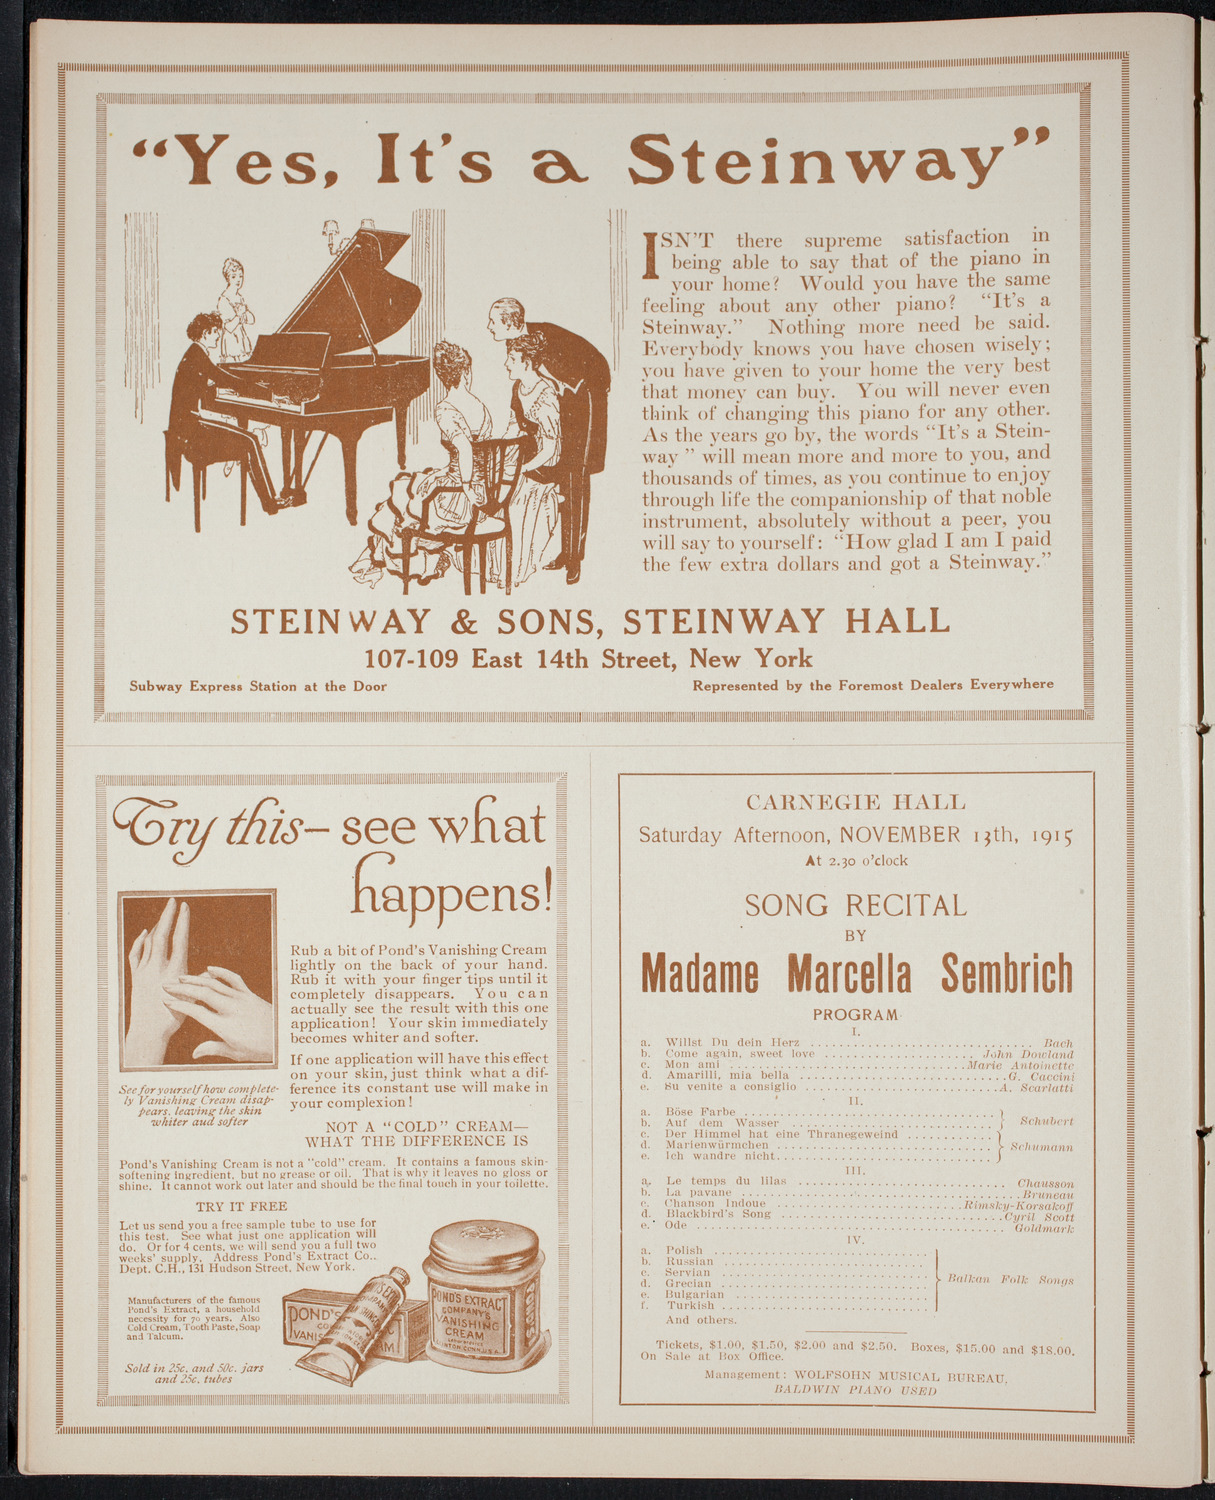 “Yes, It's a Steinway”
ISN'T there supreme satisfaction in
being able to say that of the piano in
your home? Would you have the same
feeling about any other piano? “It's a
Steinway.” Nothing more need be said.
Everybody knows you have chosen wisely;
you have given to your home the very best
that money can buy. You will never even
think of changing this piano for any other.
As the years go by, the words “It's a Stein-
way ” will mean more and more to you, and
thousands of times, as you continue to enjoy
through life the companionship of that noble
instrument, absolutely without a peer, you
will say to yourself: “How glad I am I paid
the few extra dollars and got a Steinway.”
STEINWAY & SONS, STEINWAY HALL
107-109 East 14th Street, New York
Subway Express Station at the Door
Represented by the Foremost Dealers Everywhere
Try this– see what
happens!
Rub a bit of Pond's Vanishing Cream
lightly on the back of your hand.
Rub it with your finger tips until it
completely disappears. You can
actually see the result with this one
application! Your skin immediately
becomes whiter and softer.
If one application will have this effect
on your skin, just think what a dif-
ference its constant use will make in
your complexion!
See for yourself how complete-
ly Vanishing Cream disap-
pears, leaving the skin
whiter and softer
NOT A “COLD” CREAM—
WHAT THE DIFFERENCE IS
Pond's Vanishing Cream is not a "cold" cream. It contains a famous skin-
softening ingredient, but no grease or oil. That is why it leaves no gloss or
shine. It cannot work out later and should be the final touch in your toilette.
TRY IT FREE
Let us send you a free sample tube to use for
this test. See what just one application will
do. Or for 4 cents, we will send you a full two
weeks' supply. Address Pond's Extract Co.,
Dept. C.H., 131 Hudson Street, New York.
Manufacturers of the famous
Pond's Extract, a household
necessity for 70 years. Also
Cold Cream, Tooth Paste, Soap
and Talcum.
Sold in 25c. and 50c. jars
and 25c. tubes
POND'S
VANIS
POND'S EXTRACT
COMPANY'S
VANISHING
CREAM
CARNEGIE HALL
Saturday Afternoon, NOVEMBER 13th, 1915
At 2.30 o'clock
SONG RECITAL
BY
Madame Marcella Sembrich
PROGRAM
I.
a. Willst Du dein Herz ........ Bach
b. Come again, sweet love ........ John Dowland
c. Mon ami ........ Marie Antoinette
d. Amarilli, mia bella ........ G. Caccini
e. Su venite a consiglio ........ A. Scarlatti
II.
a. Böse Farbe ........
b. Auf dem Wasser ........ Schubert
c. Der Himmel hat eine Thranegeweind ........
d. Marienwürmchen ........ Schumann
e. Ich wandre nicht ........
III.
a. Le temps du lilas ........ Chausson
b. La pavane ........ Bruneau
c. Chanson Indoue ........ Rimsky-Korsakoff
d. Blackbird's Song ........ Cyril Scott
e. Ode ........ Goldmark
IV.
a. Polish ........
b. Russian ........
c. Servian ........
d. Grecian ........ Balkan Folk Songs
e. Bulgarian ........
f. Turkish ........
And others.
Tickets, $1.00, $1.50, $2.00 and $2.50. Boxes, $15.00 and $18.00.
On Sale at Box Office.
Management: WOLFSOHN MUSICAL BUREAU,
BALDWIN PIANO USED